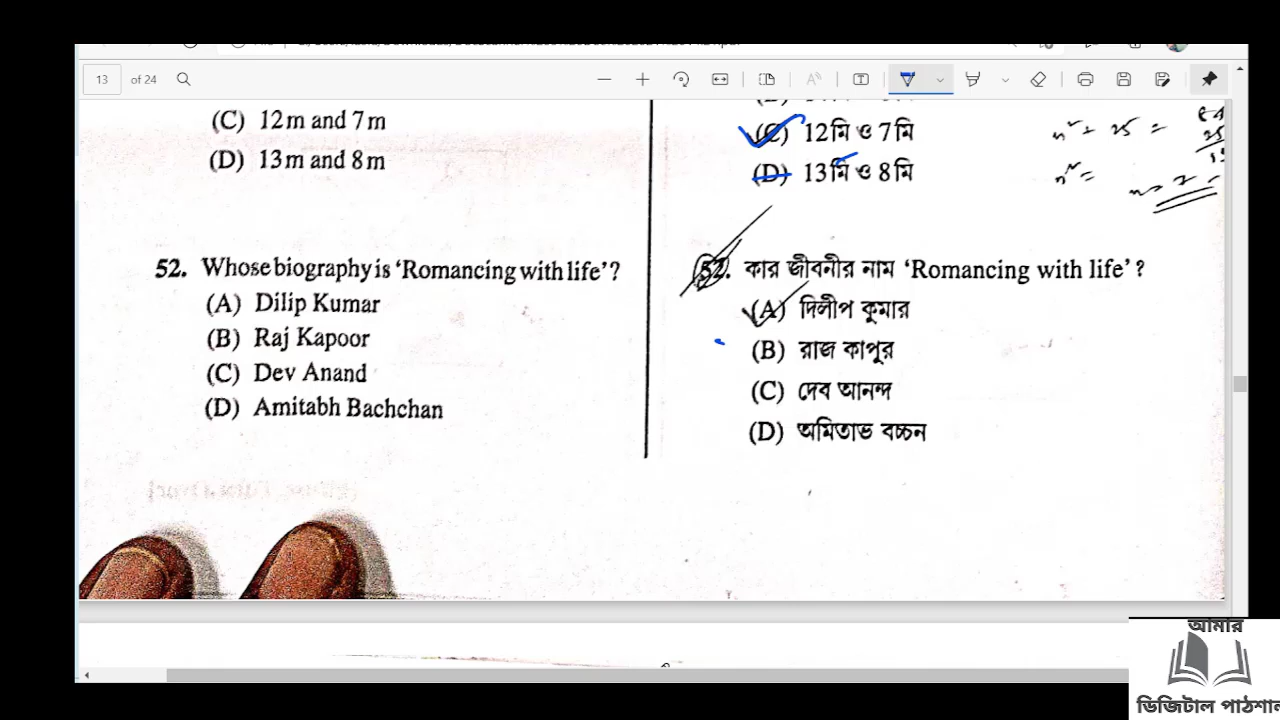 13 of 24
(C) 12m and 7m
(D) 13m and 8m
(C) 12মি ও 7মি
(D) 13মি ও 8মি
52. Whose biography is ‘Romancing with life’?
(A) Dilip Kumar
(B) Raj Kapoor
(C) Dev Anand
(D) Amitabh Bachchan
52. কার জীবনীর নাম ‘Romancing with life’?
(A) দিলীপ কুমার
(B) রাজ কাপুর
(C) দেব আনন্দ
(D) অমিতাভ বচ্চন
আমার
ডিজিটাল পাঠশা